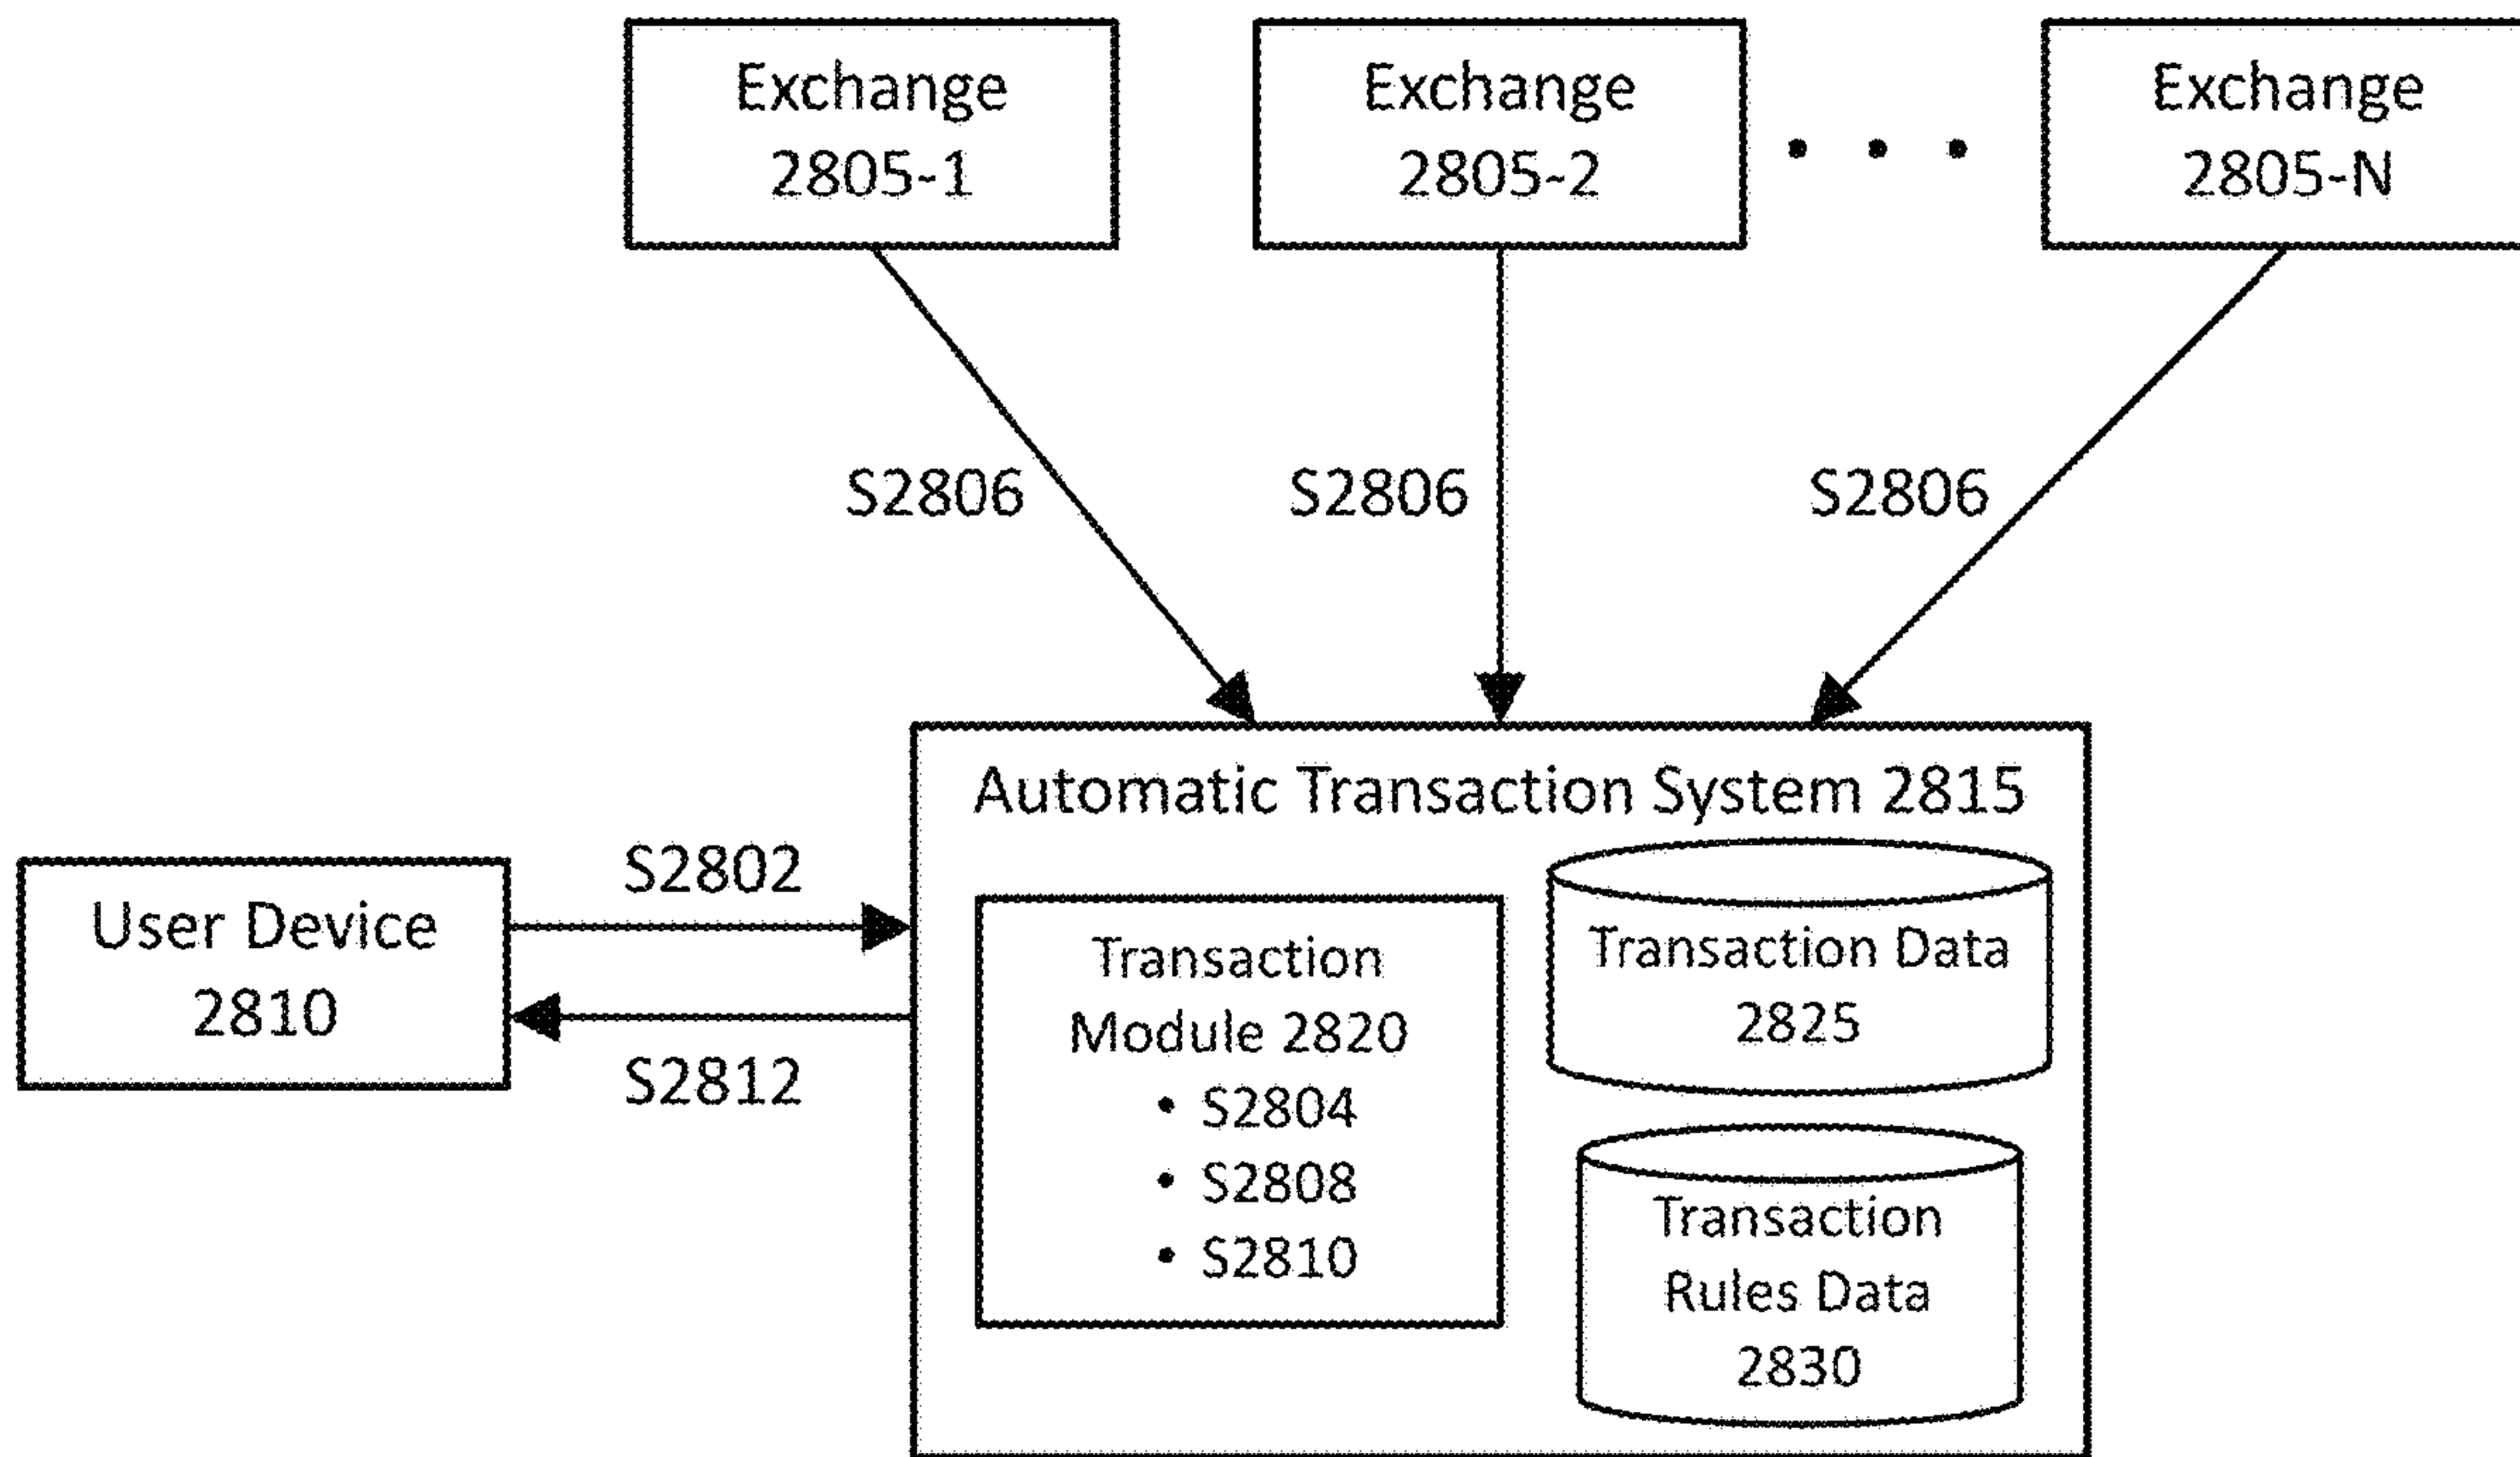 Exchange
2805-1
Exchange
2805-2
• • •
Exchange
2805-N
S2806
S2806
S2806
Automatic Transaction System 2815
User Device
2810
S2802
S2812
Transaction
Module 2820
• S2804
• S2808
• S2810
Transaction Data
2825
Transaction
Rules Data
2830